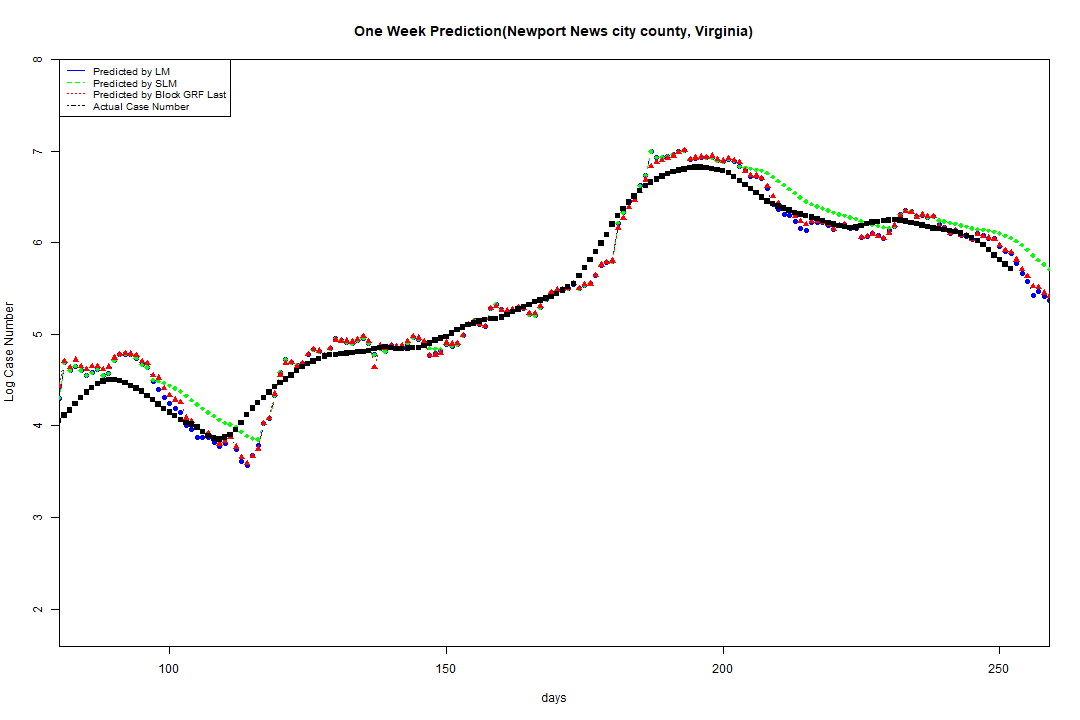 One Week Prediction(Newport News city county, Virginia)
Predicted by LM
Predicted by SLM
Predicted by Block GRF Last
Actual Case Number
Log Case Number
8
7
6
5
4
3
2
100 150 200 250
days